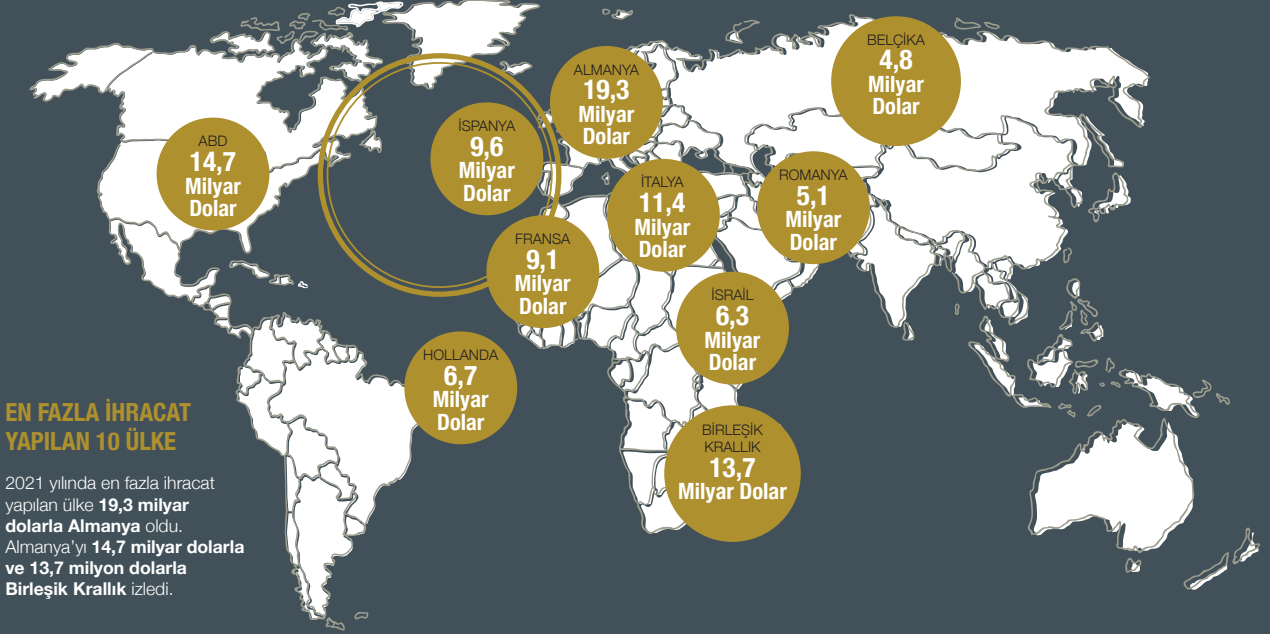 BELÇİKA
4,8
Milyar
Dolar
ALMANYA
19,3
Milyar
Dolar
İSPANYA
9,6
Milyar
Dolar
ABD
14,7
Milyar
Dolar
İTALYA
11,4
Milyar
Dolar
ROMANYA
5,1
Milyar
Dolar
FRANSA
9,1
Milyar
Dolar
İSRAİL
6,3
Milyar
Dolar
HOLLANDA
6,7
Milyar
Dolar
BİRLEŞİK
KRALLIK
13,7
Milyar Dolar
EN FAZLA İHRACAT
YAPILAN 10 ÜLKE
2021 yılında en fazla ihracat
yapılan ülke 19,3 milyar
dolarla Almanya oldu.
Almanya’yı 14,7 milyar dolarla
ve 13,7 milyon dolarla
Birleşik Krallık izledi.